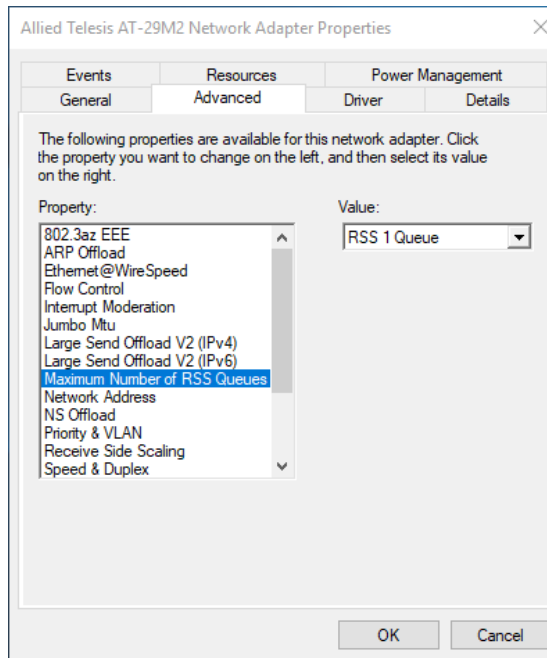 Allied Telesis AT-29M2 Network Adapter Properties
Events Resources Power Management
General Advanced Driver Details
The following properties are available for this network adapter. Click
the property you want to change on the left, and then select its value
on the right.
Property: Value:
802.3az EEE RSS 1 Queue
ARP Offload
Ethernet@WireSpeed
Flow Control
Interrupt Moderation
Jumbo Mtu
Large Send Offload V2 (IPv4)
Large Send Offload V2 (IPv6)
Maximum Number of RSS Queues
Network Address
NS Offload
Priority & VLAN
Receive Side Scaling
Speed & Duplex
OK Cancel